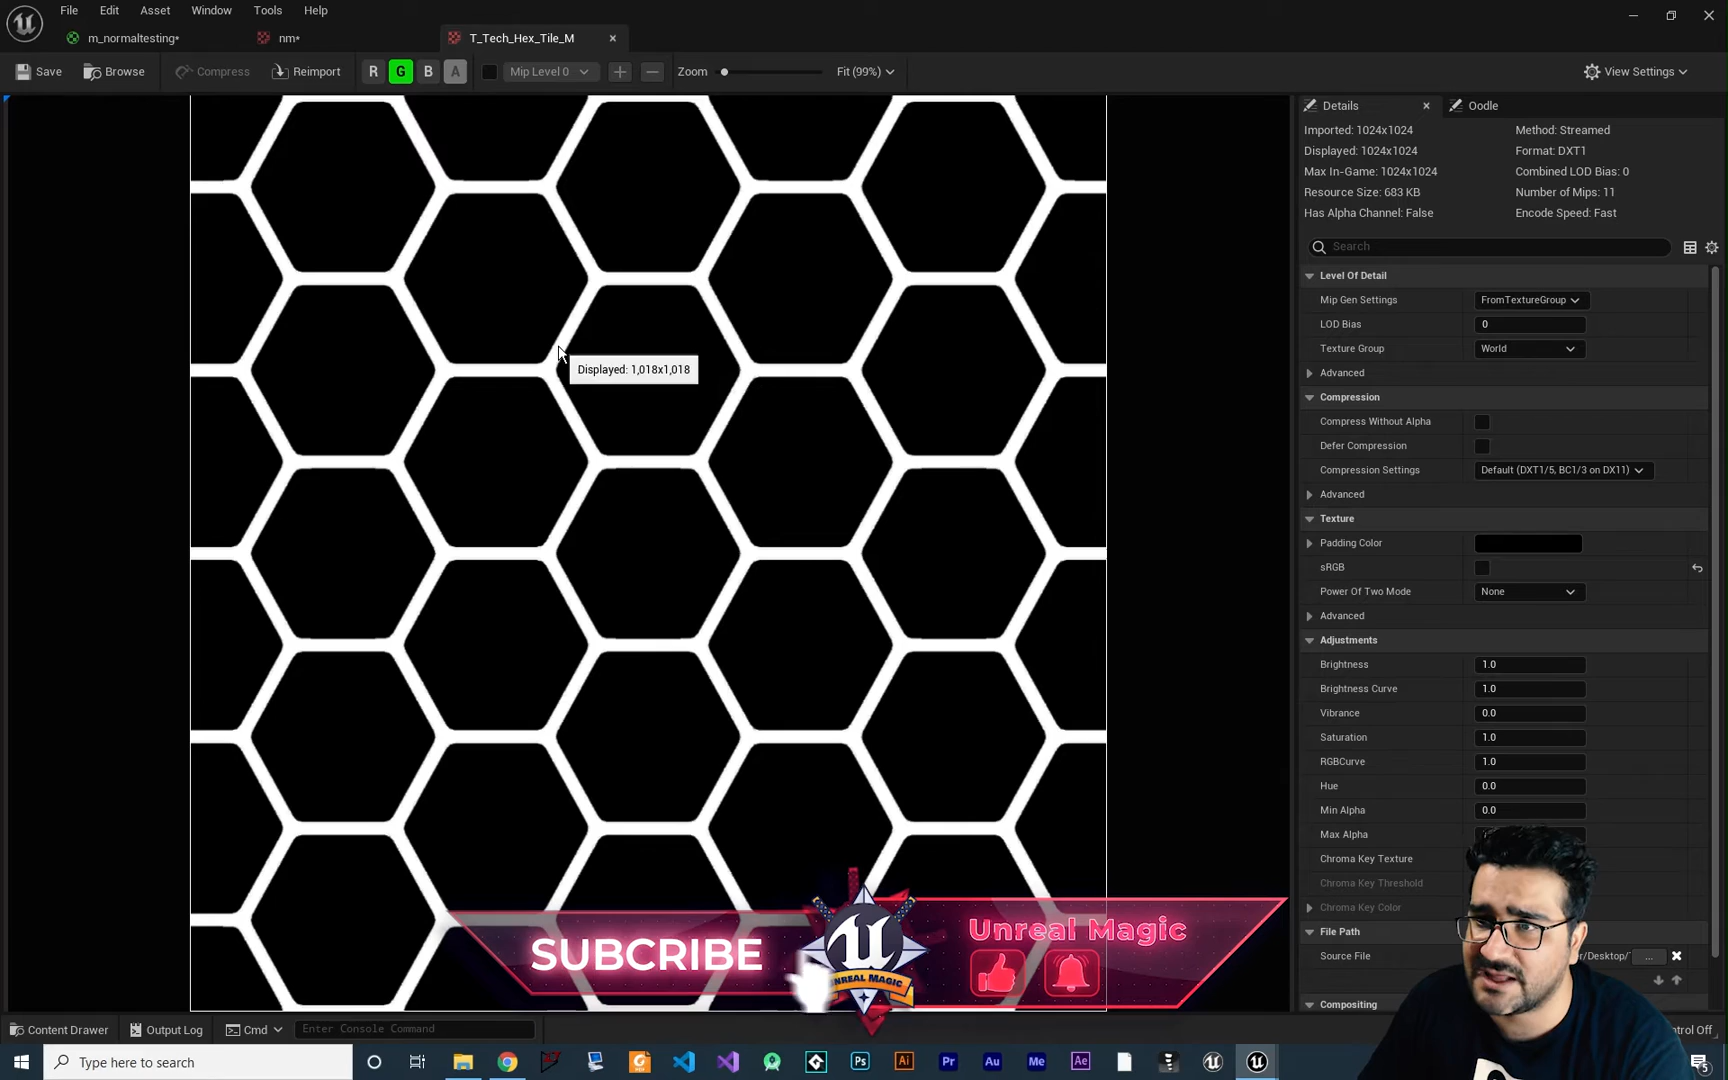 File Edit Asset Window Tools Help
m_normaltesting* nm* T_Tech_Hex_Tile_M
Save Browse Compress Reimport R G B A Mip Level 0 Zoom Fit (99%) View Settings
Details Oodle
Imported: 1024x1024 Method: Streamed
Displayed: 1024x1024 Format: DXT1
Max In-Game: 1024x1024 Combined LOD Bias: 0
Resource Size: 683 KB Number of Mips: 11
Has Alpha Channel: False Encode Speed: Fast
Search
Level Of Detail
Mip Gen Settings FromTextureGroup
LOD Bias 0
Texture Group World
Advanced
Displayed: 1,018x1,018
Compression
Compress Without Alpha
Defer Compression
Compression Settings Default (DXT1/5, BC1/3 on DX11)
Advanced
Texture
Padding Color
sRGB
Power Of Two Mode None
Advanced
Adjustments
Brightness 1.0
Brightness Curve 1.0
Vibrance 0.0
Saturation 1.0
RGBCurve 1.0
Hue 0.0
Min Alpha 0.0
Max Alpha
Chroma Key Texture
Chroma Key Threshold
Chroma Key Color
File Path
Source File r/Desktop/ ...
Compositing
SUBCRIBE
Unreal Magic
UNREAL MAGIC
Content Drawer Output Log Cmd Enter Console Command trol Off
Type here to search
Ps Ai Pr Au Me Ae
5